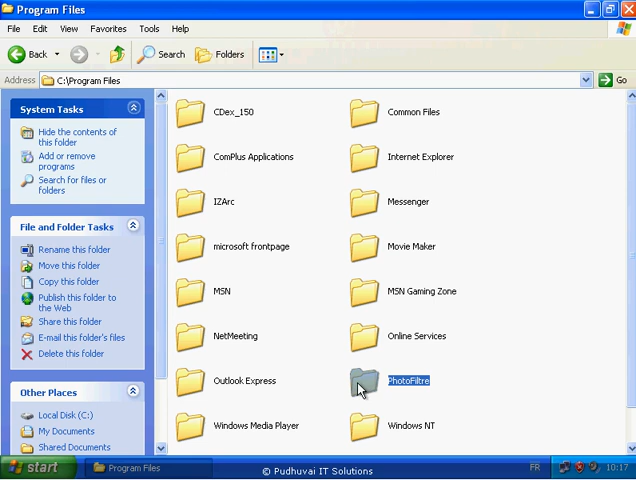 Program Files
File Edit View Favorites Tools Help
Back Search Folders
Address C:\Program Files Go
System Tasks
Hide the contents of
this folder
Add or remove
programs
Search for files or
folders
File and Folder Tasks
Rename this folder
Move this folder
Copy this folder
Publish this folder to
the Web
Share this folder
E-mail this folder's files
Delete this folder
Other Places
Local Disk (C:)
My Documents
Shared Documents
CDex_150 Common Files
ComPlus Applications Internet Explorer
IZArc Messenger
microsoft frontpage Movie Maker
MSN MSN Gaming Zone
NetMeeting Online Services
Outlook Express PhotoFiltre
Windows Media Player Windows NT
start Program Files © Pudhuvai IT Solutions FR 10:17